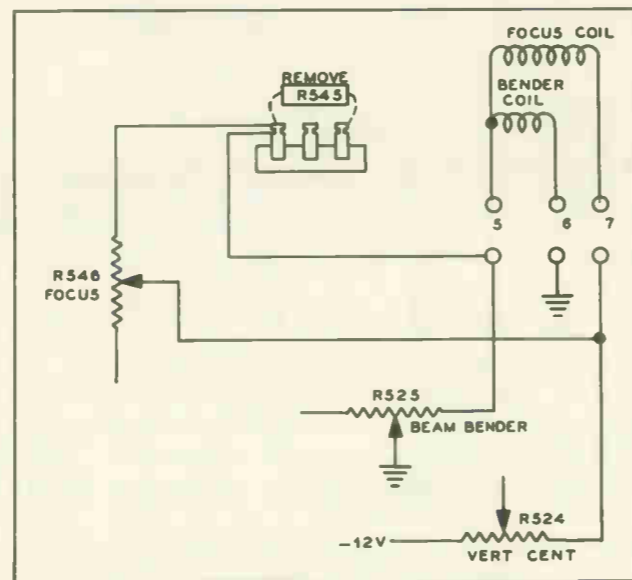 FOCUS COIL
REMOVE
R545
BENDER
COIL
5 6 7
R546
FOCUS
R525
BEAM BENDER
R524
-12V
VERT CENT